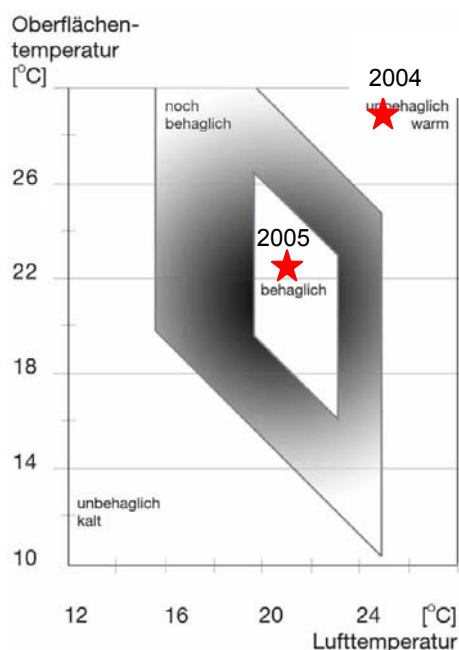 Oberflächen-
temperatur
[°C]
2004
noch
behaglich
unbehaglich
warm
26
2005
22
behaglich
18
14
unbehaglich
kalt
10
12 16 20 24 [°C]
Lufttemperatur